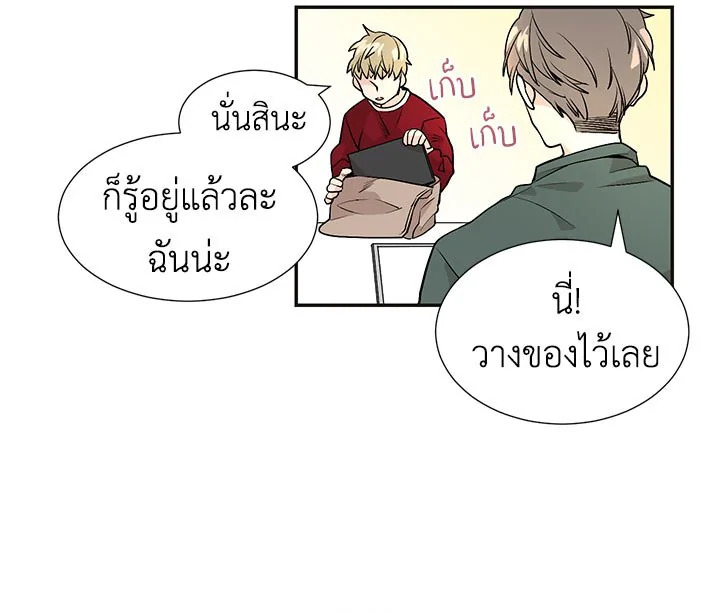 นั่นสินะ
ก็รู้อยู่แล้วละ
ฉันน่ะ
เก็บ
เก็บ
นี่!
วางของไว้เลย